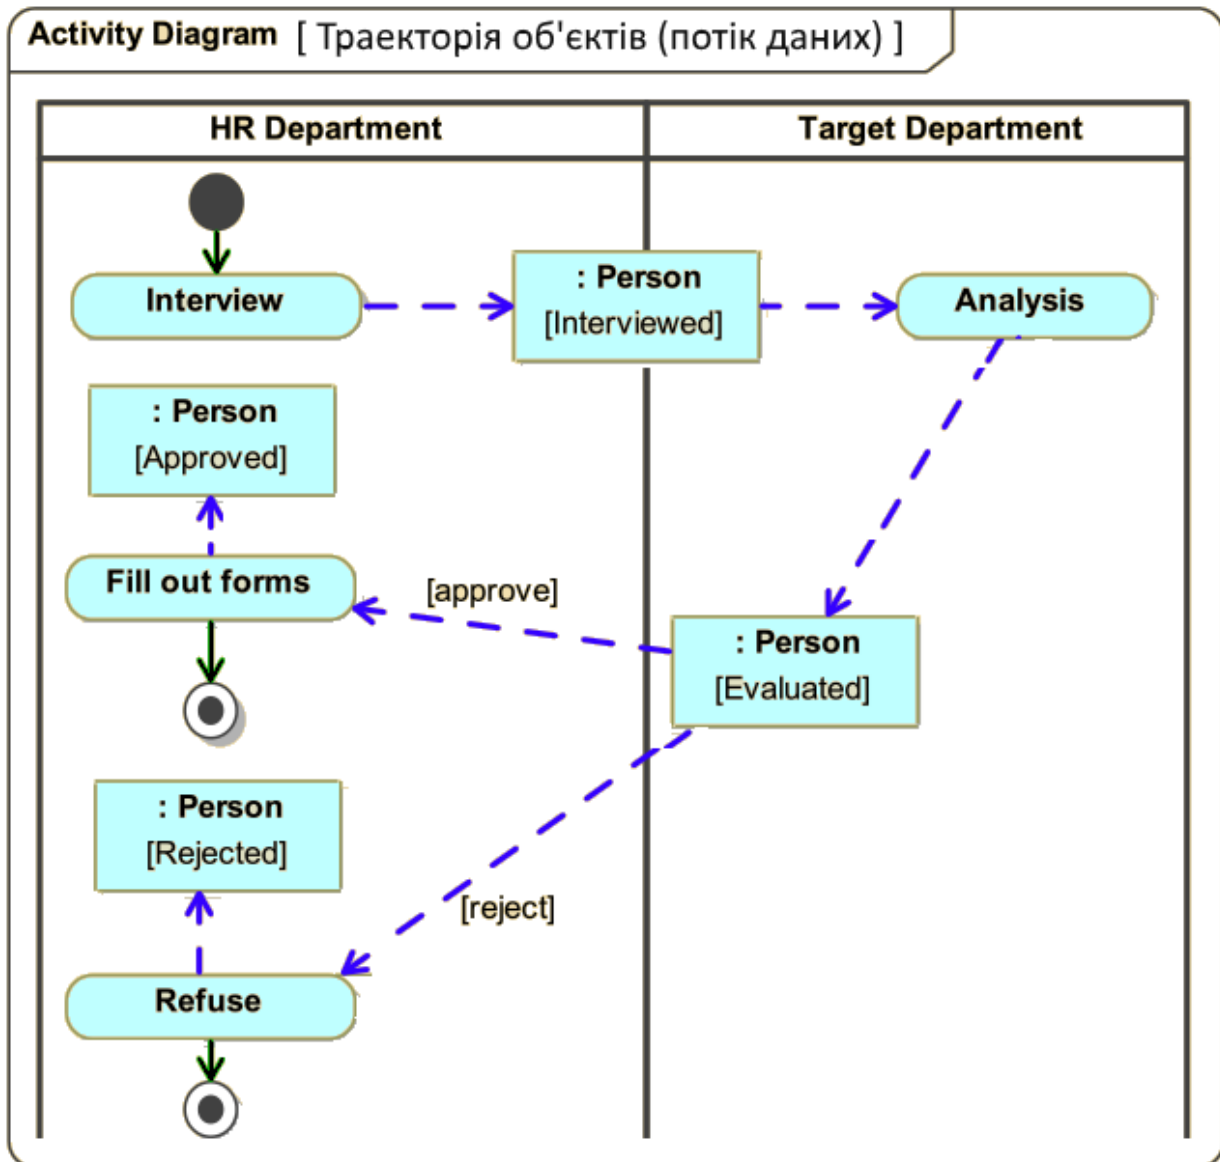 Activity Diagram [ Траекторія об'єктів (потік даних) ]
HR Department
Target Department
Interview
: Person
[Interviewed]
Analysis
: Person
[Approved]
Fill out forms
[approve]
: Person
[Evaluated]
: Person
[Rejected]
[reject]
Refuse